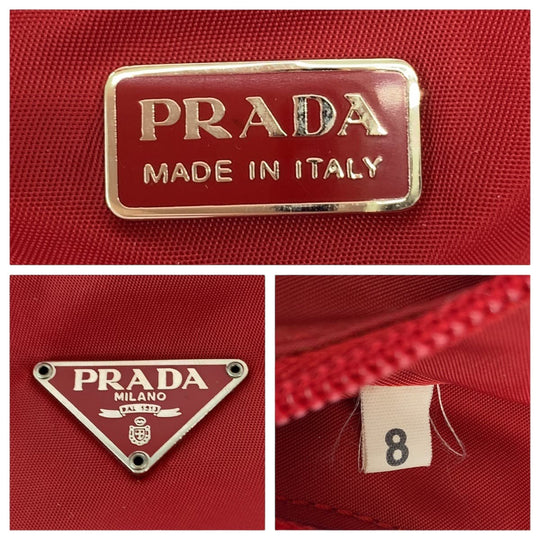 PRADA
MADE IN ITALY
PRADA
MILANO
DAL 1913
8